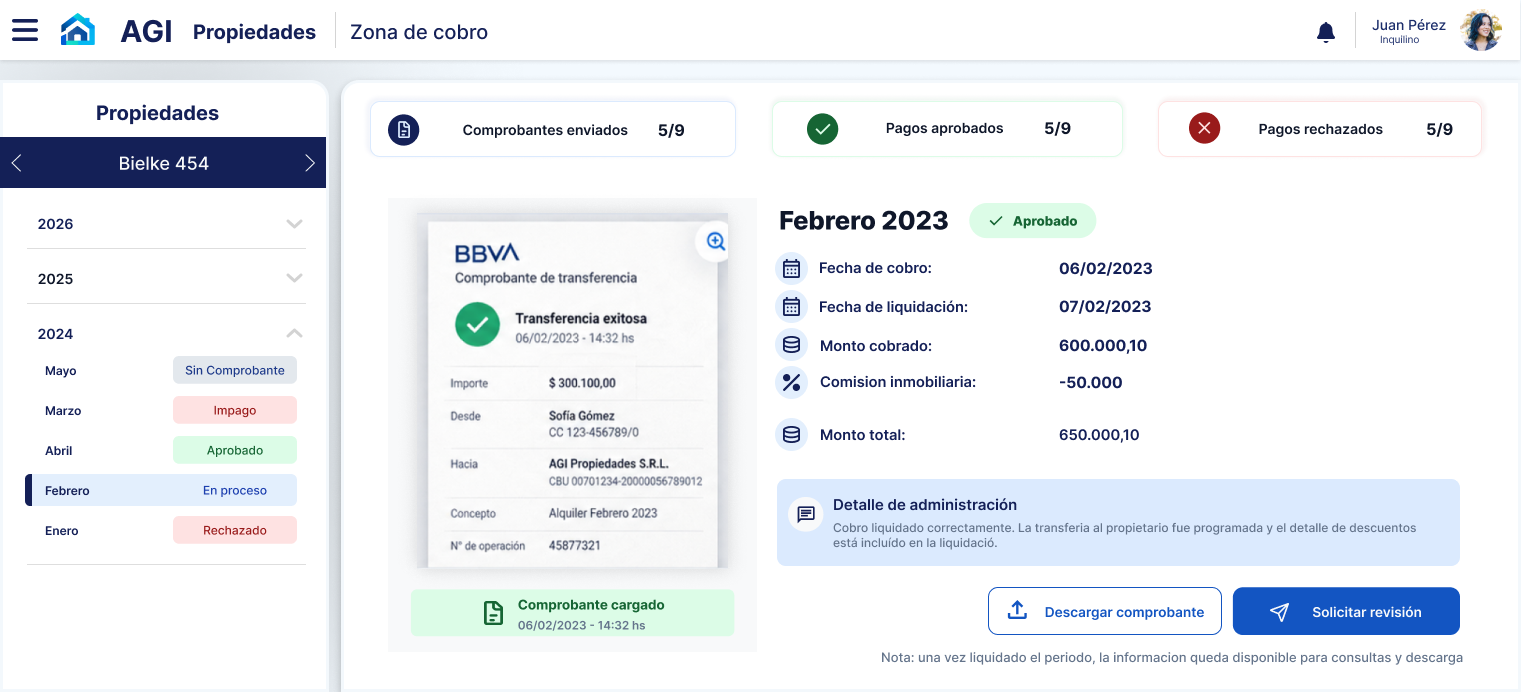 AGI Propiedades Zona de cobro
Juan Pérez
Inquilino
Propiedades
Bielke 454
2026
2025
2024
Mayo Sin Comprobante
Marzo Impago
Abril Aprobado
Febrero En proceso
Enero Rechazado
Comprobantes enviados 5/9
Pagos aprobados 5/9
Pagos rechazados 5/9
BBVA
Comprobante de transferencia
Transferencia exitosa
06/02/2023 - 14:32 hs
Importe $ 300.100,00
Desde Sofía Gómez
CC 123-456789/0
Hacia AGI Propiedades S.R.L.
CBU 00701234-20000056789012
Concepto Alquiler Febrero 2023
N° de operación 45877321
Comprobante cargado
06/02/2023 - 14:32 hs
Febrero 2023 Aprobado
Fecha de cobro: 06/02/2023
Fecha de liquidación: 07/02/2023
Monto cobrado: 600.000,10
Comision inmobiliaria: -50.000
Monto total: 650.000,10
Detalle de administración
Cobro liquidado correctamente. La transferia al propietario fue programada y el detalle de descuentos
está incluído en la liquidació.
Descargar comprobante
Solicitar revisión
Nota: una vez liquidado el periodo, la informacion queda disponible para consultas y descarga